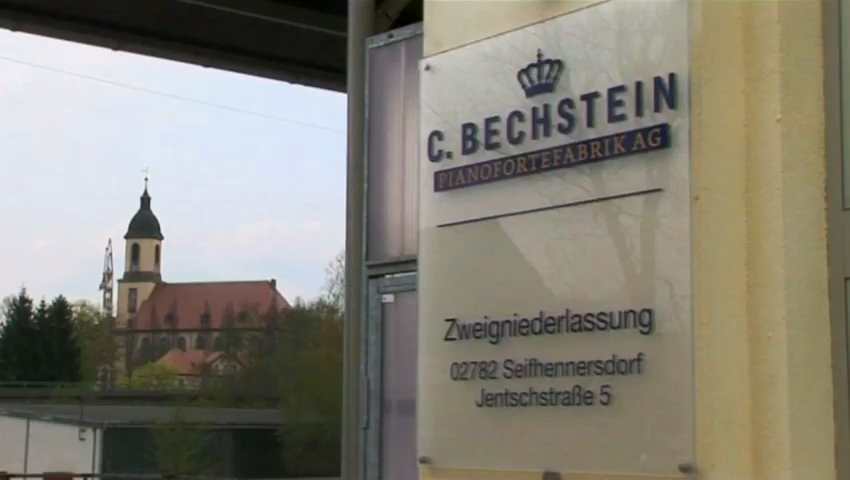 C. BECHSTEIN
PIANOFORTEFABRIK AG
Zweigniederlassung
02782 Seifhennersdorf
Jentschstraße 5